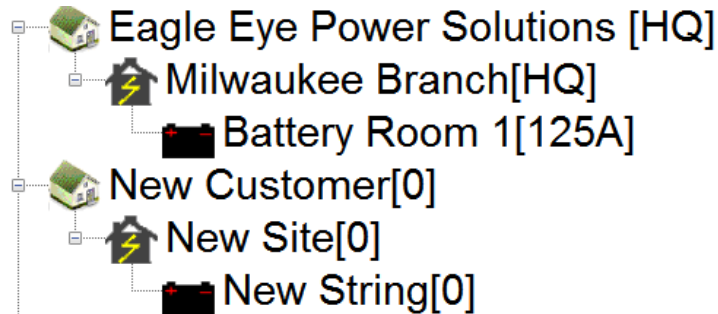 Eagle Eye Power Solutions [HQ]
Milwaukee Branch[HQ]
Battery Room 1[125A]
New Customer[0]
New Site[0]
New String[0]